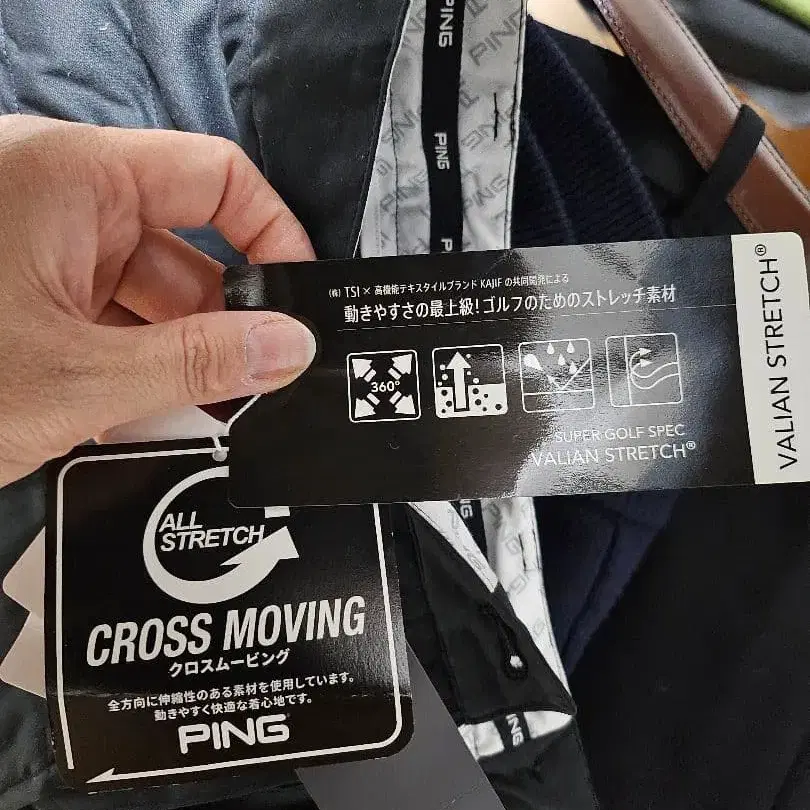 PING
PING
PING
(株) TSI × 高機能テキスタイルブランド KAJIF の共同開発による
動きやすさの最上級！ゴルフのためのストレッチ素材
360°
SUPER GOLF SPEC
VALIAN STRETCH®
VALIAN STRETCH®
ALL
STRETCH
CROSS MOVING
クロスムービング
全方向に伸縮性のある素材を使用しています。
動きやすく快適な着心地です。
PING
PING